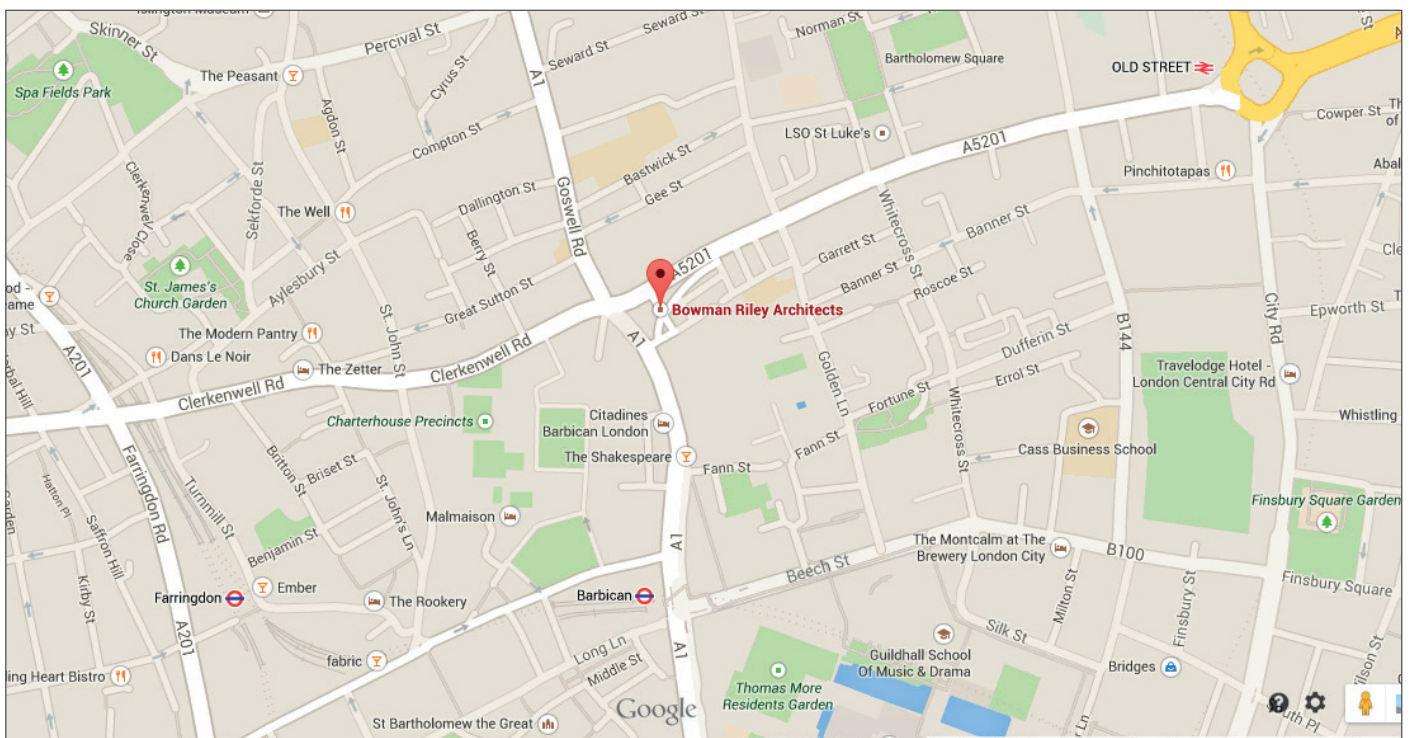 Skinner St
Percival St
Seward St
Seward St
Norman St
Bartholomew Square
OLD STREET
The Peasant
Spa Fields Park
Cyrus St
A1
Agdon St
Compton St
LSO St Luke's
A5201
Cowper St
Pinchitotapas
Bastwick St
Gee St
Dallington St
Goswell Rd
Clerkenwell Close
Sekforde St
The Well
Berry St
Whitecross St
Banner St
Garrett St
Banner St
Roscoe St
St. James's
Church Garden
Aylesbury St
Great Sutton St
A5201
Bowman Riley Architects
City Rd
Epworth St
The Modern Pantry
St. John St
A1
Dufferin St
B144
A201
Dans Le Noir
The Zetter
Clerkenwell Rd
Clerkenwell Rd
Golden Ln
Errol St
Fortune St
Travelodge Hotel -
London Central City Rd
Whitecross St
Whistling
Charterhouse Precincts
Citadines
Barbican London
The Shakespeare
Fann St
Fann St
Cass Business School
Farringdon Rd
Turnmill St
Britton St
Briset St
St. John's Ln
Hatton Pl
Saffron Hill
Garden
Malmaison
Finsbury Square Garden
Benjamin St
A1
Beech St
The Montcalm at The
Brewery London City
B100
Finsbury Square
Kirby St
Farringdon
Ember
The Rookery
Barbican
Milton St
Finsbury St
A201
Silk St
Long Ln
Middle St
A1
Guildhall School
Of Music & Drama
Bridges
fabric
ling Heart Bistro
Thomas More
Residents Garden
Google
St Bartholomew the Great